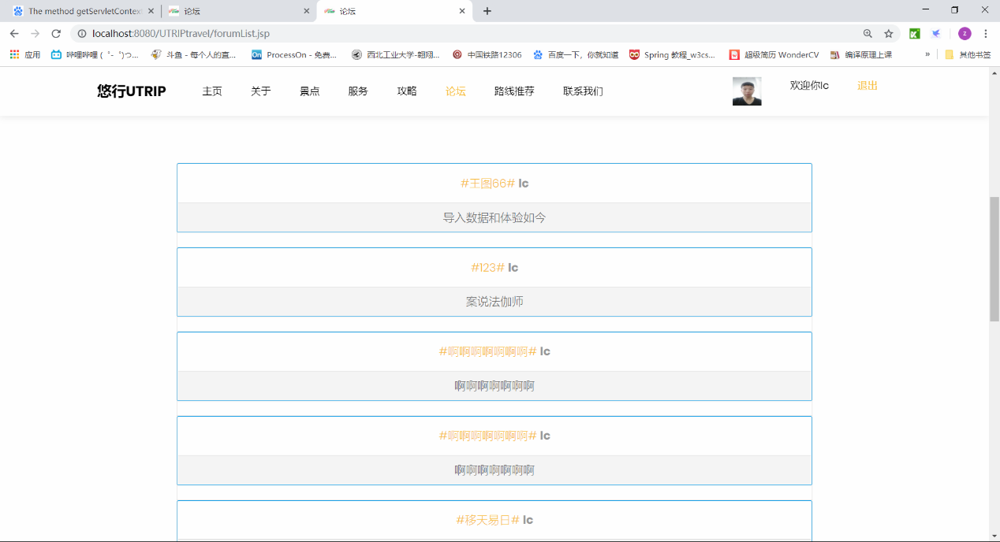 The method getServletContext
论坛
论坛
localhost:8080/UTRIPtravel/forumList.jsp
z
应用
哔哩哔哩 (゜-゜)つ...
斗鱼 - 每个人的直...
On
ProcessOn - 免费...
西北工业大学-翱翔...
中国铁路12306
百度一下，你就知道
Spring 教程_w3cs...
超级简历 WonderCV
编译原理上课
»
其他书签
悠行UTRIP
主页
关于
景点
服务
攻略
论坛
路线推荐
联系我们
欢迎你lc
退出
#王图66# lc
导入数据和体验如今
#123# lc
案说法伽师
#啊啊啊啊啊啊啊# lc
啊啊啊啊啊啊啊
#啊啊啊啊啊啊啊# lc
啊啊啊啊啊啊啊
#移天易日# lc